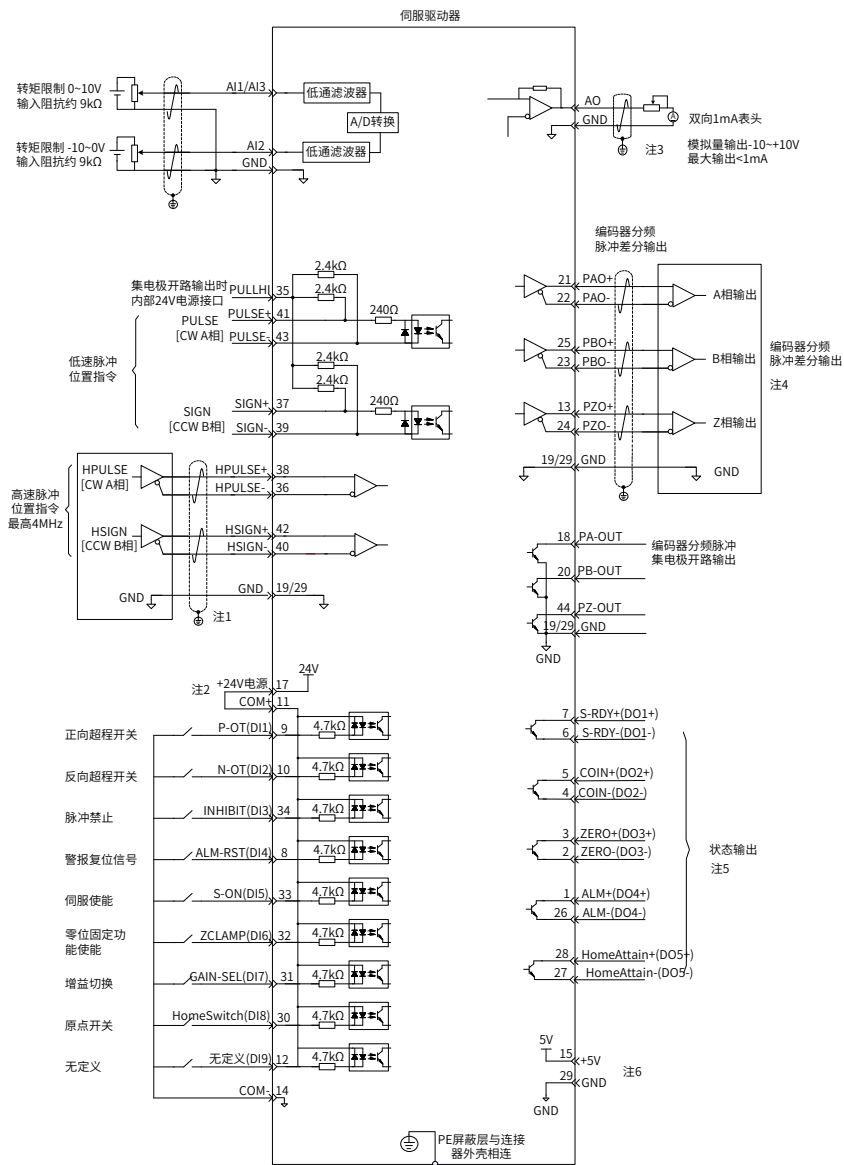 伺服驱动器
转矩限制 0~10V
输入阻抗约 9kΩ
AI1/AI3
低通滤波器
A/D转换
转矩限制 -10~0V
输入阻抗约 9kΩ
AI2
低通滤波器
GND
AO
GND
A
双向1mA表头
注3
模拟量输出-10~+10V
最大输出<1mA
集电极开路输出时
内部24V电源接口
PULLHI
35
2.4kΩ
2.4kΩ
PULSE+
41
240Ω
PULSE
[CW A相]
PULSE-
43
低速脉冲
位置指令
2.4kΩ
2.4kΩ
SIGN+
37
240Ω
SIGN
[CCW B相]
SIGN-
39
编码器分频
脉冲差分输出
21
PAO+
22
PAO-
A相输出
25
PBO+
23
PBO-
B相输出
13
PZO+
24
PZO-
Z相输出
19/29
GND
GND
编码器分频
脉冲差分输出
注4
高速脉冲
位置指令
最高4MHz
HPULSE
[CW A相]
HPULSE+
38
HPULSE-
36
HSIGN
[CCW B相]
HSIGN+
42
HSIGN-
40
GND
GND
19/29
注1
18
PA-OUT
20
PB-OUT
44
PZ-OUT
19/29
GND
GND
编码器分频脉冲
集电极开路输出
24V
注2
+24V电源
17
COM+
11
正向超程开关
P-OT(DI1)
9
4.7kΩ
反向超程开关
N-OT(DI2)
10
4.7kΩ
脉冲禁止
INHIBIT(DI3)
34
4.7kΩ
警报复位信号
ALM-RST(DI4)
8
4.7kΩ
伺服使能
S-ON(DI5)
33
4.7kΩ
零位固定功
能使能
ZCLAMP(DI6)
32
4.7kΩ
增益切换
GAIN-SEL(DI7)
31
4.7kΩ
原点开关
HomeSwitch(DI8)
30
4.7kΩ
无定义
无定义(DI9)
12
4.7kΩ
COM-
14
7
S-RDY+(DO1+)
6
S-RDY-(DO1-)
5
COIN+(DO2+)
4
COIN-(DO2-)
3
ZERO+(DO3+)
2
ZERO-(DO3-)
1
ALM+(DO4+)
26
ALM-(DO4-)
28
HomeAttain+(DO5+)
27
HomeAttain-(DO5-)
状态输出
注5
5V
15
+5V
29
GND
GND
注6
PE屏蔽层与连接
器外壳相连